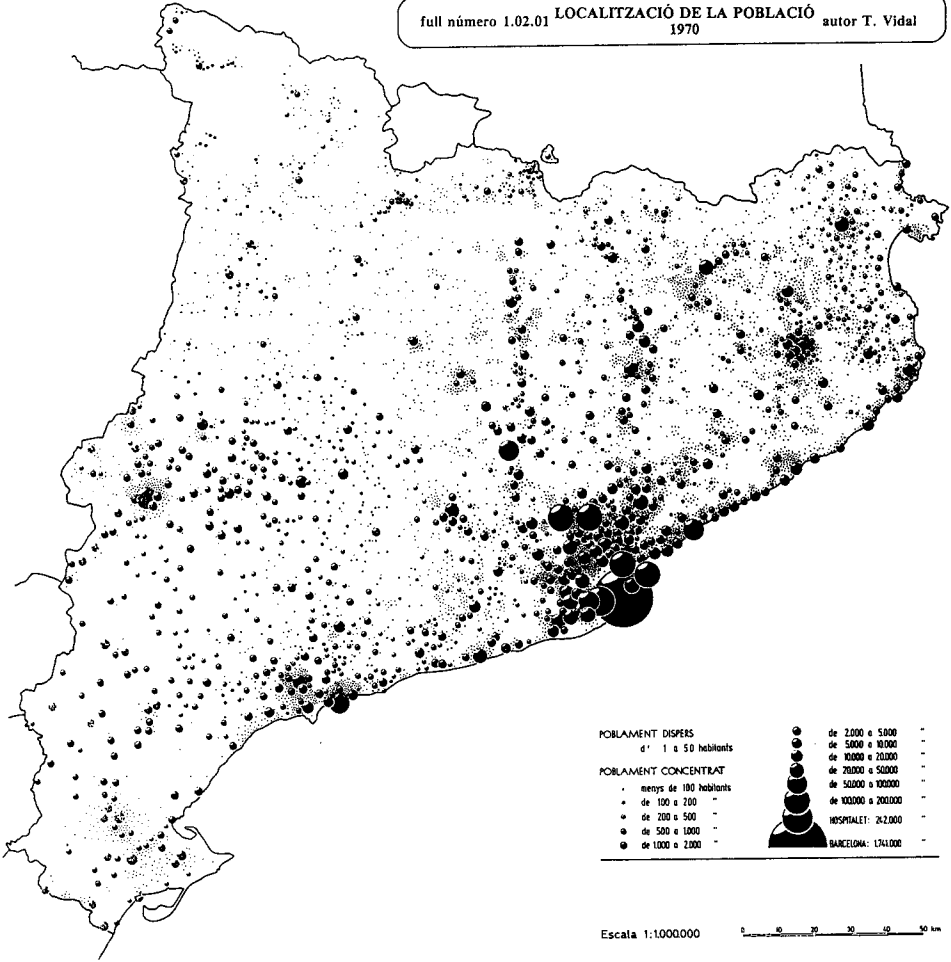 full número 1.02.01 LOCALITZACIÓ DE LA POBLACIÓ autor T. Vidal
1970
POBLAMENT DISPERS
d' 1 a 50 habitants
POBLAMENT CONCENTRAT
menys de 100 habitants
de 100 a 200 "
de 200 a 500 "
de 500 a 1.000 "
de 1.000 a 2.000 "
de 2.000 a 5.000 "
de 5.000 a 10.000 "
de 10.000 a 20.000 "
de 20.000 a 50.000 "
de 50.000 a 100.000 "
de 100.000 a 200.000 "
HOSPITALET: 242.000 "
BARCELONA: 1.741.000 "
Escala 1:1.000.000
0 10 20 30 40 50 km